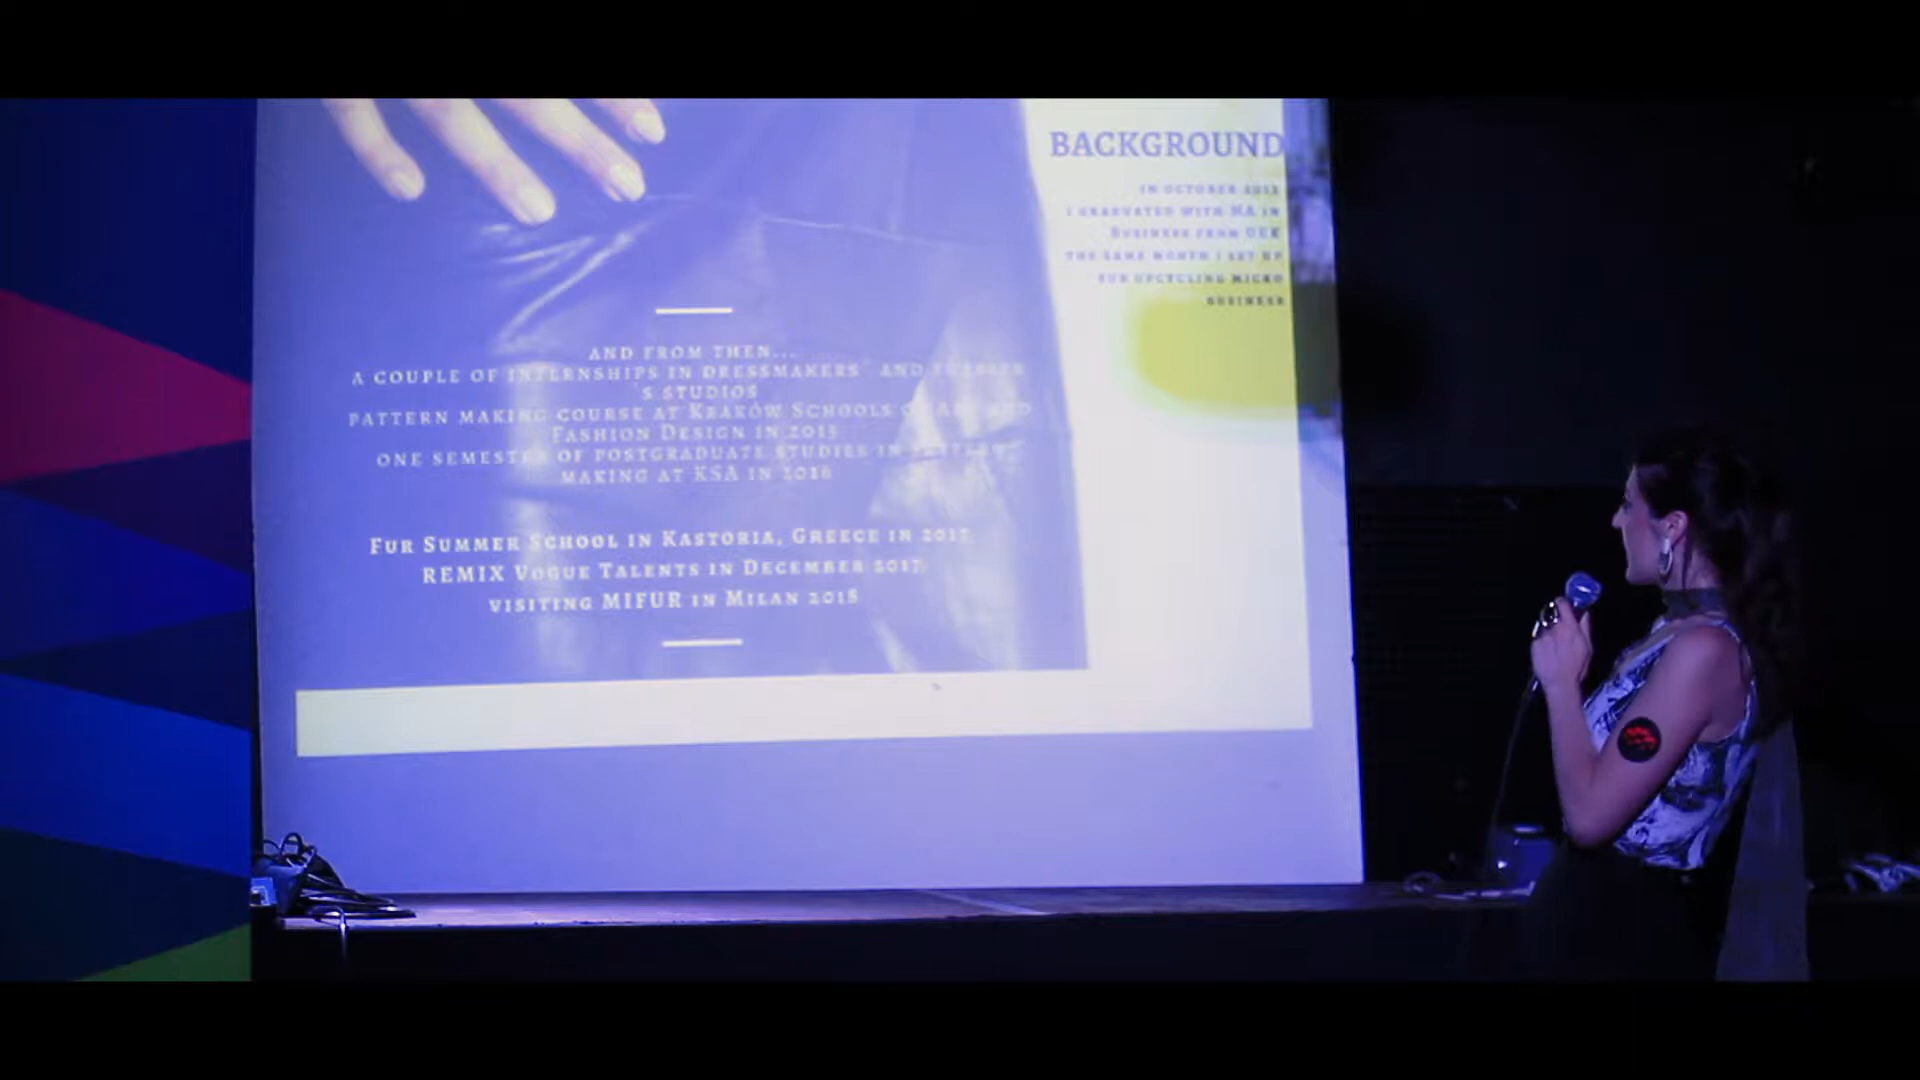 BACKGROUND
IN OCTOBER 2013
I GRADUATED WITH MA IN
BUSINESS FROM UEK
THE SAME MONTH I SET UP
FUR UPCYCLING MICRO
BUSINESS
AND FROM THEN...
A COUPLE OF INTERNSHIPS IN DRESSMAKERS' AND
'S STUDIOS
PATTERN MAKING COURSE AT KRAKÓW SCHOOLS OF ART AND
FASHION DESIGN IN 2015
ONE SEMESTER OF POSTGRADUATE STUDIES IN
MAKING AT KSA IN 2016
FUR SUMMER SCHOOL IN KASTORIA, GREECE IN 2017
REMIX VOGUE TALENTS IN DECEMBER 2017
VISITING MIFUR IN MILAN 2018